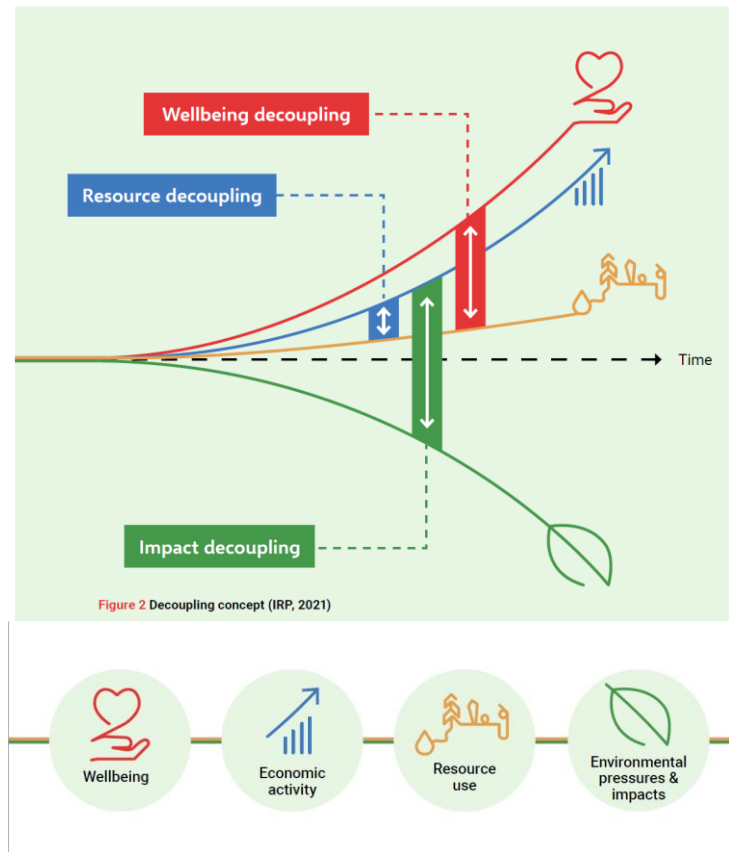 Wellbeing decoupling
Resource decoupling
Time
Impact decoupling
Figure 2 Decoupling concept (IRP, 2021)
Wellbeing
Economic
activity
Resource
use
Environmental
pressures &
impacts